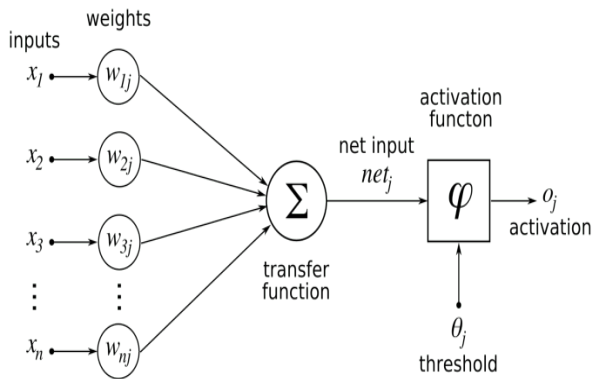 weights
inputs
x1 w1j
x2 w2j
x3 w3j
⋮ ⋮
xn wnj
Σ
transfer
function
net input
netj
activation
functon
φ
oj
activation
θj
threshold